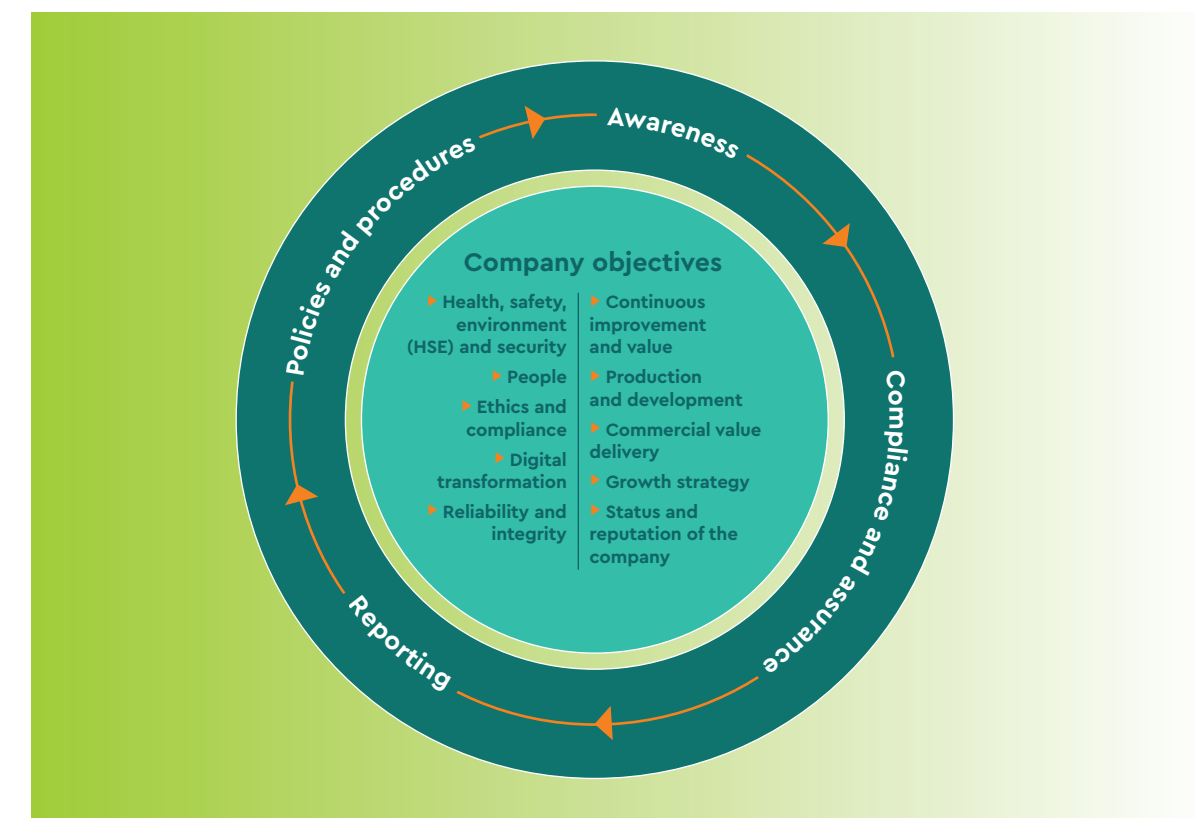 Policies and procedures
Awareness
Compliance and assurance
Reporting
Company objectives
Health, safety,
environment
(HSE) and security
People
Ethics and
compliance
Digital
transformation
Reliability and
integrity
Continuous
improvement
and value
Production
and development
Commercial value
delivery
Growth strategy
Status and
reputation of the
company